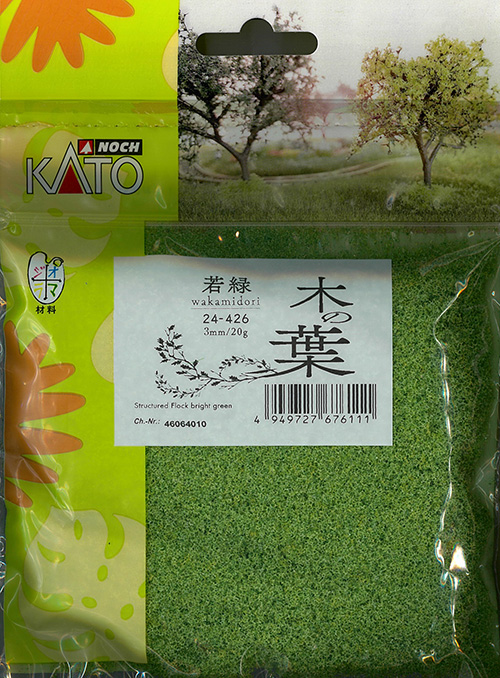 NOCH
KATO
ジオ
ラマ
材料
若緑
wakamidori
24-426
3mm/20g
木の葉
Structured Flock bright green
Ch.-Nr.: 46064010
4 949727 676111